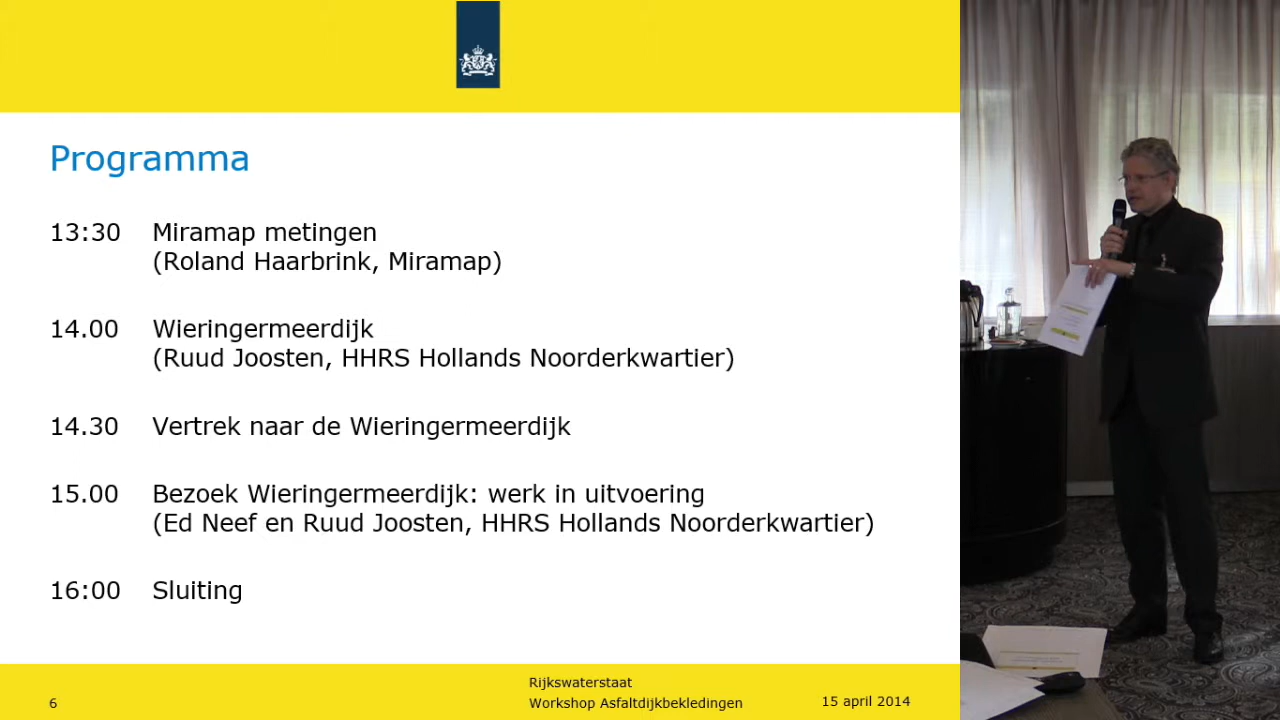 Programma
13:30 Miramap metingen
(Roland Haarbrink, Miramap)
14.00 Wieringermeerdijk
(Ruud Joosten, HHRS Hollands Noorderkwartier)
14.30 Vertrek naar de Wieringermeerdijk
15.00 Bezoek Wieringermeerdijk: werk in uitvoering
(Ed Neef en Ruud Joosten, HHRS Hollands Noorderkwartier)
16:00 Sluiting
6
Rijkswaterstaat
Workshop Asfaltdijkbekledingen
15 april 2014